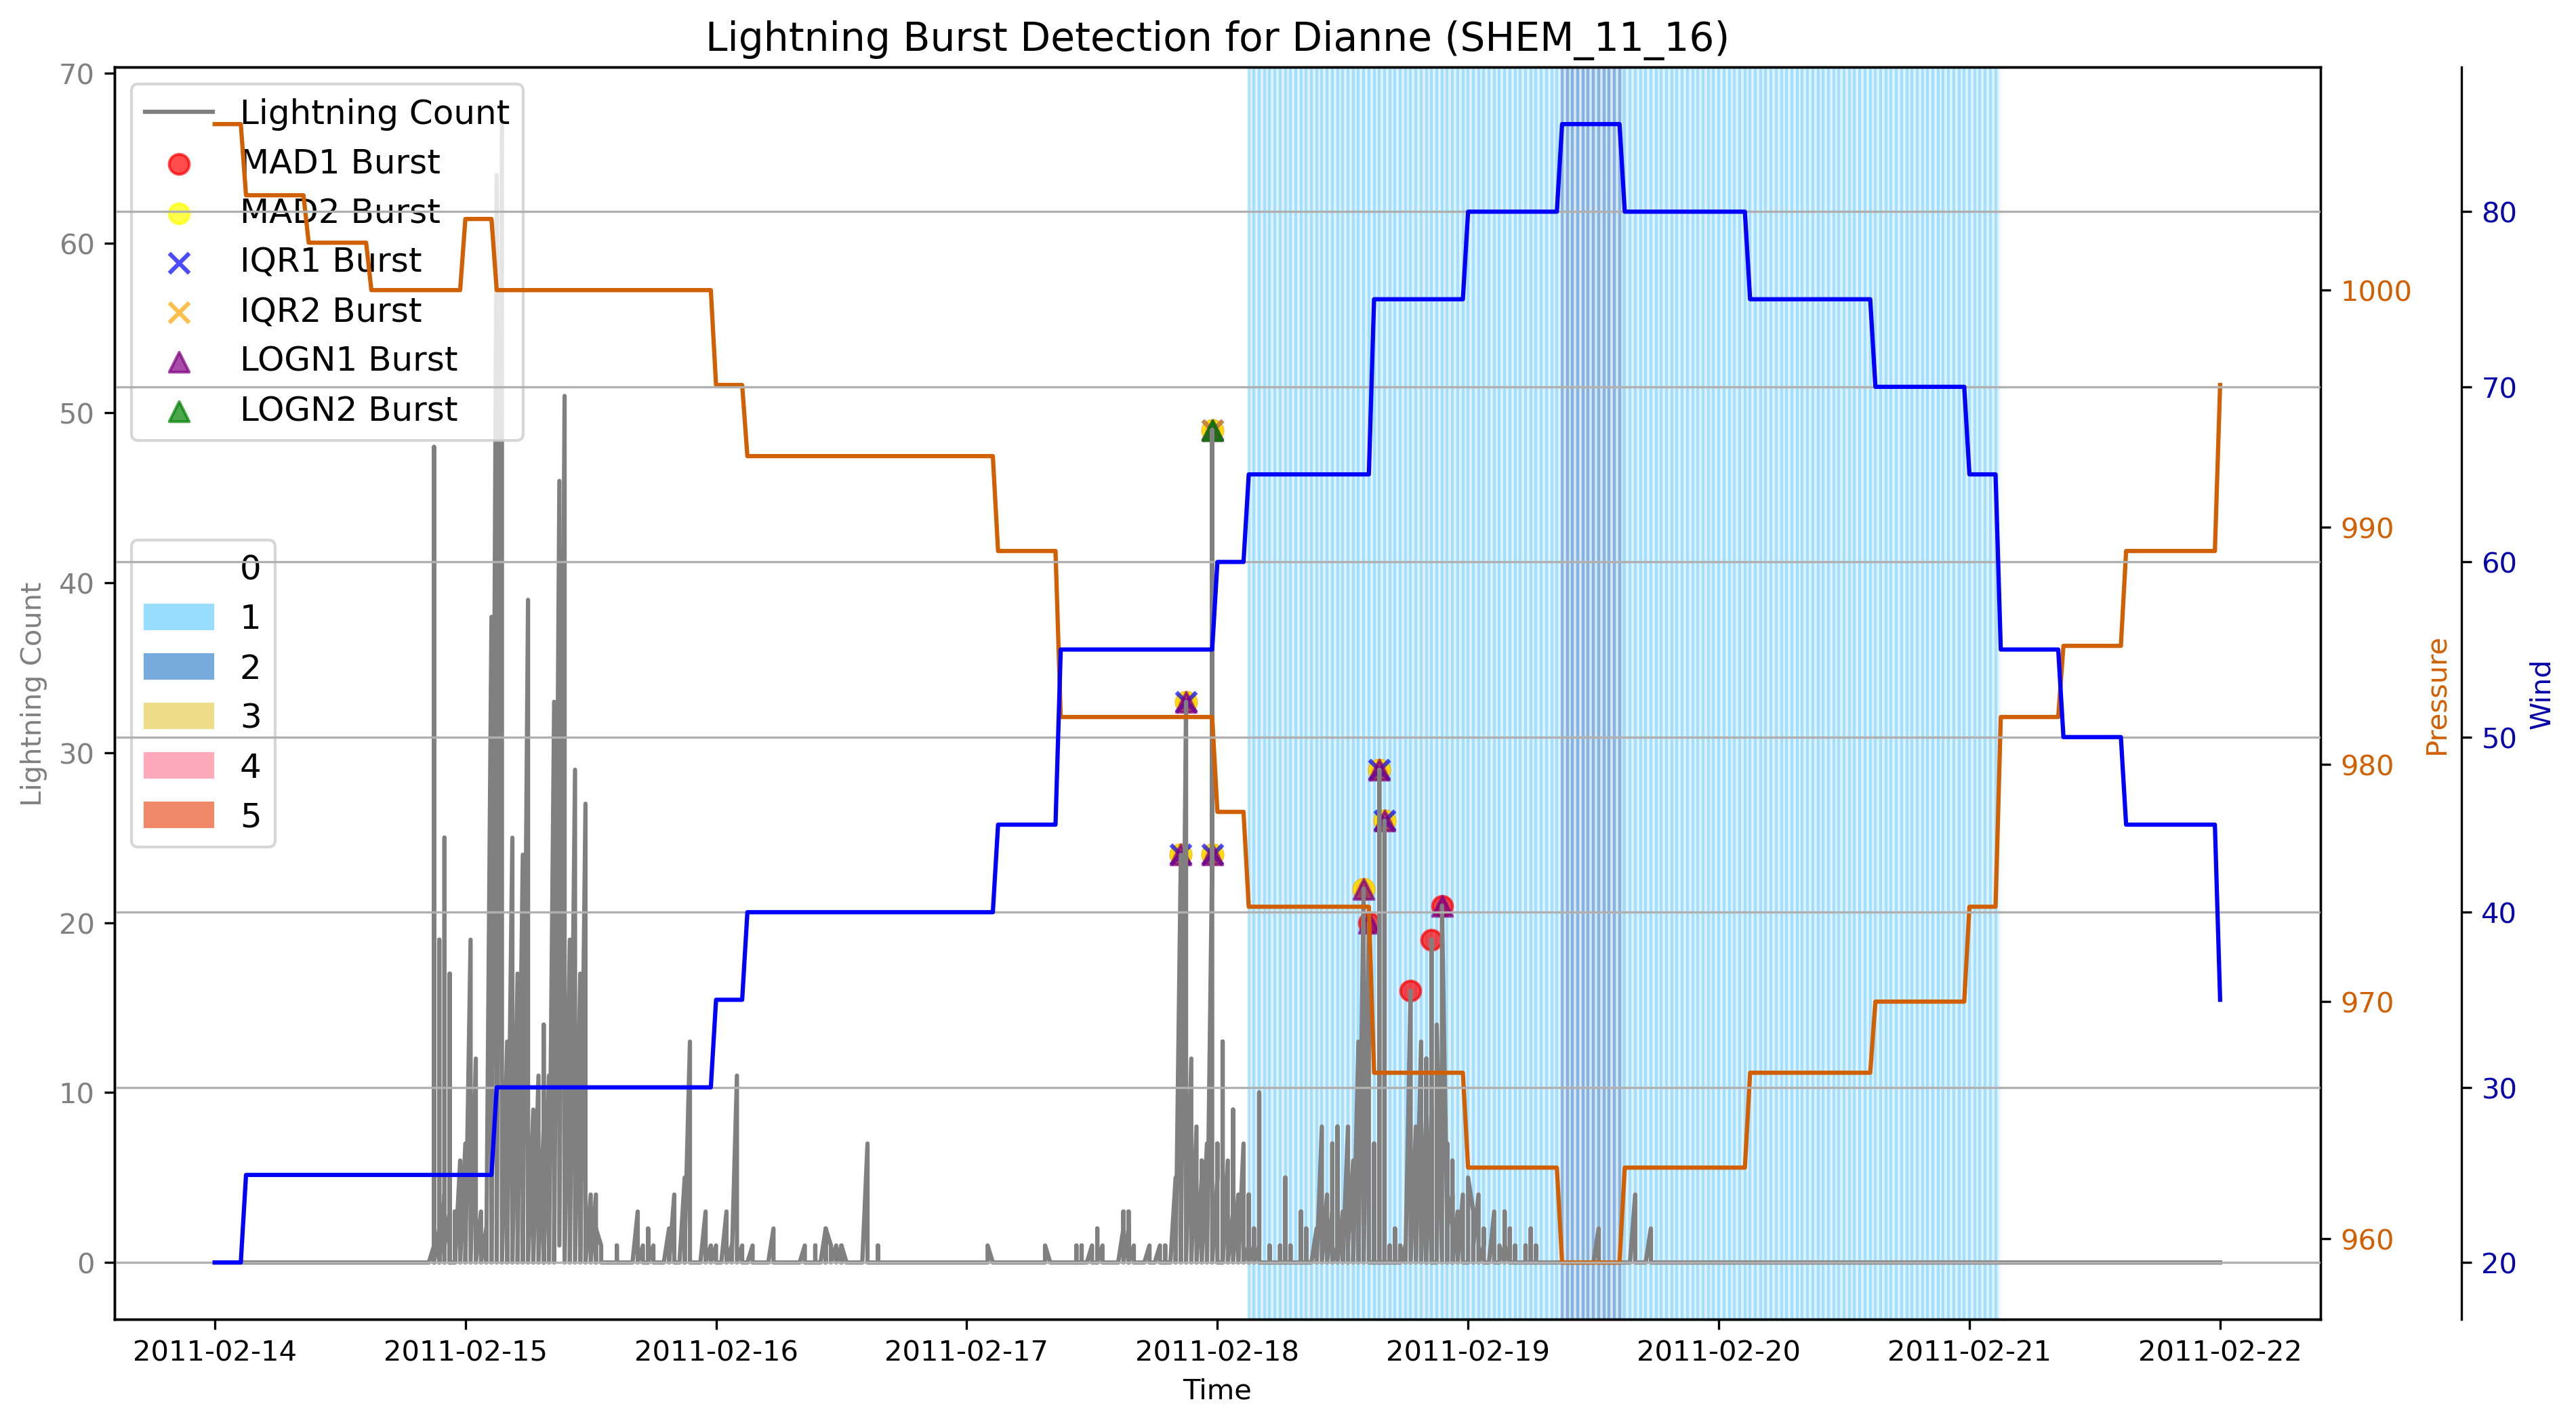 Lightning Burst Detection for Dianne (SHEM_11_16)
70
60
50
40
30
20
10
0
Lightning Count
Lightning Count
MAD1 Burst
MAD2 Burst
IQR1 Burst
IQR2 Burst
LOGN1 Burst
LOGN2 Burst
0
1
2
3
4
5
1000
990
980
970
960
Pressure
80
70
60
50
40
30
20
Wind
2011-02-14 2011-02-15 2011-02-16 2011-02-17 2011-02-18 2011-02-19 2011-02-20 2011-02-21 2011-02-22
Time